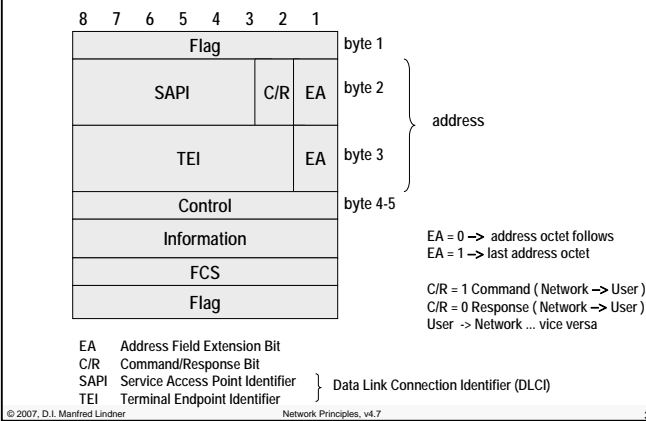 8 7 6 5 4 3 2 1
Flag byte 1
SAPI C/R EA byte 2
address
TEI EA byte 3
Control byte 4-5
Information
EA = 0 –> address octet follows
EA = 1 –> last address octet
FCS
C/R = 1 Command ( Network –> User )
Flag
C/R = 0 Response ( Network –> User )
User -> Network ... vice versa
EA Address Field Extension Bit
C/R Command/Response Bit
SAPI Service Access Point Identifier
TEI Terminal Endpoint Identifier
Data Link Connection Identifier (DLCI)
© 2007, D.I. Manfred Lindner Network Principles, v4.7